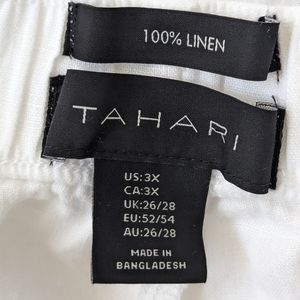 100% LINEN
TAHARI
US: 3X
CA: 3X
UK: 26/28
EU: 52/54
AU: 26/28
MADE IN
BANGLADESH